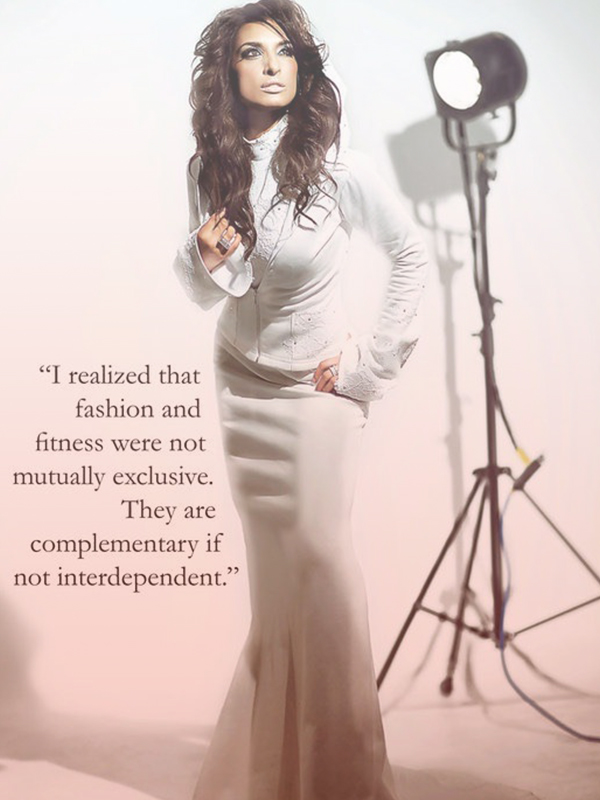 “I realized that
fashion and
fitness were not
mutually exclusive.
They are
complementary if
not interdependent.”